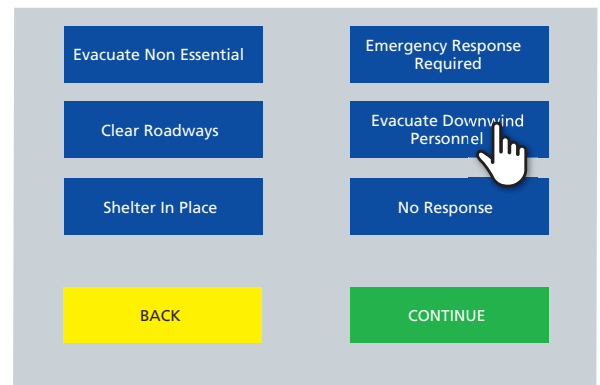 Evacuate Non Essential
Emergency Response
Required
Clear Roadways
Evacuate Downwind
Personnel
Shelter In Place
No Response
BACK
CONTINUE